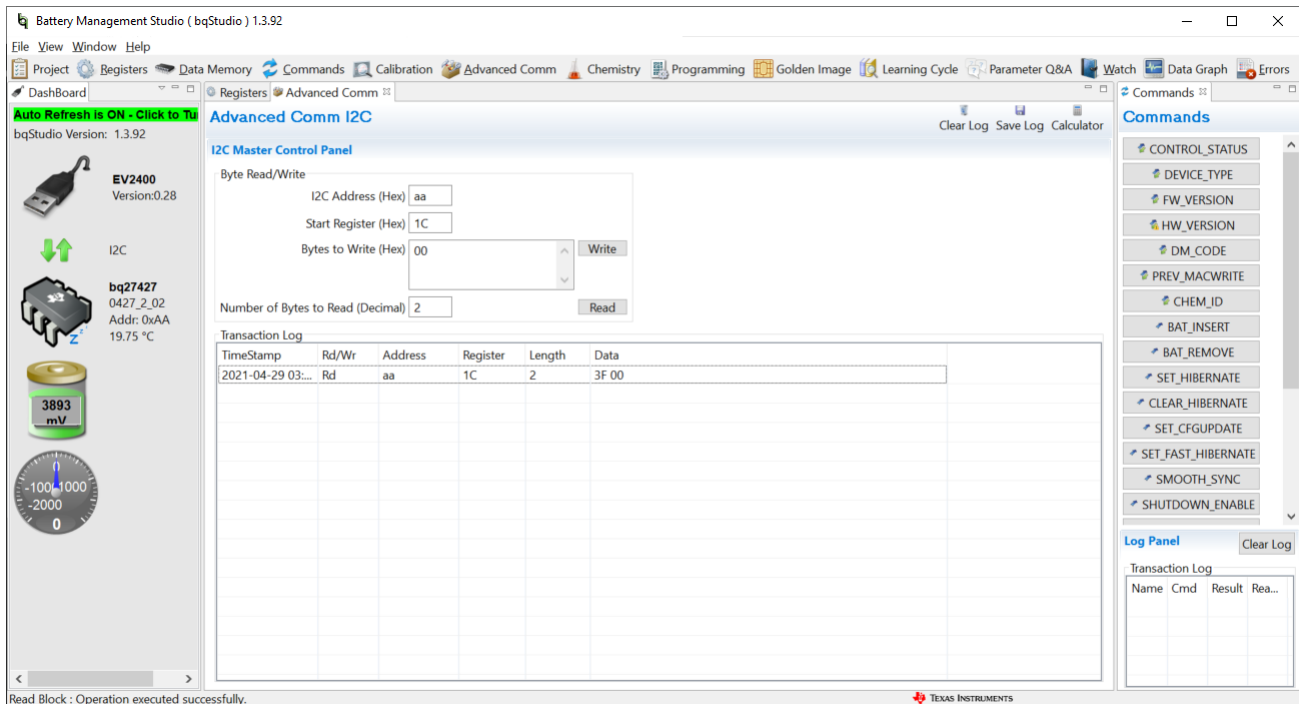 Battery Management Studio ( bqStudio ) 1.3.92
File View Window Help
Project Registers Data Memory Commands Calibration Advanced Comm Chemistry Programming Golden Image Learning Cycle Parameter Q&A Watch Data Graph Errors
DashBoard
Auto Refresh is ON - Click to Tu
bqStudio Version: 1.3.92
EV2400
Version:0.28
I2C
bq27427
0427_2_02
Addr: 0xAA
19.75 °C
z z
3893
mV
0
-100 1000
-2000
0
Registers Advanced Comm
Advanced Comm I2C
Clear Log Save Log Calculator
I2C Master Control Panel
Byte Read/Write
I2C Address (Hex) aa
Start Register (Hex) 1C
Bytes to Write (Hex) 00 Write
Number of Bytes to Read (Decimal) 2 Read
Transaction Log
TimeStamp Rd/Wr Address Register Length Data
2021-04-29 03:... Rd aa 1C 2 3F 00
Commands
Commands
CONTROL_STATUS
DEVICE_TYPE
FW_VERSION
HW_VERSION
DM_CODE
PREV_MACWRITE
CHEM_ID
BAT_INSERT
BAT_REMOVE
SET_HIBERNATE
CLEAR_HIBERNATE
SET_CFGUPDATE
SET_FAST_HIBERNATE
SMOOTH_SYNC
SHUTDOWN_ENABLE
Log Panel Clear Log
Transaction Log
Name Cmd Result Rea...
Read Block : Operation executed successfully.
TEXAS INSTRUMENTS